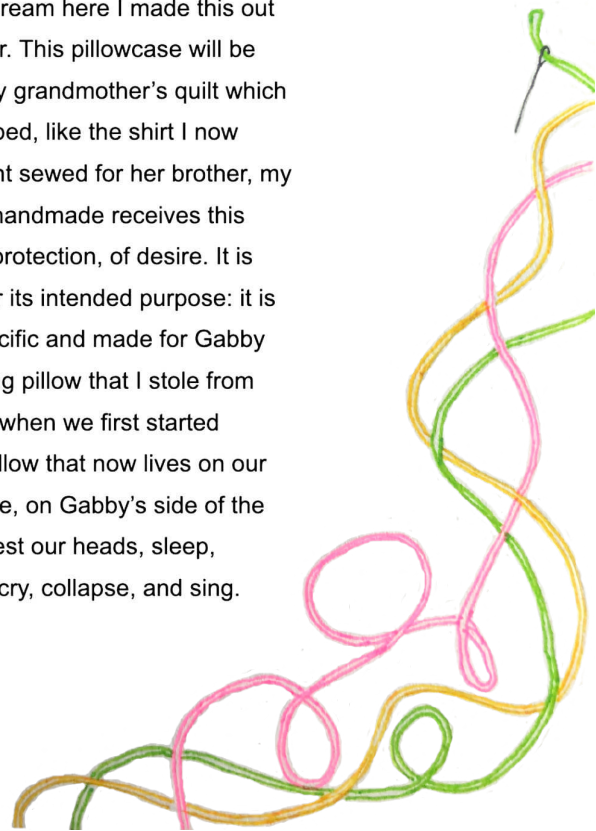 ream here I made this out
r. This pillowcase will be
y grandmother’s quilt which
ped, like the shirt I now
nt sewed for her brother, my
handmade receives this
protection, of desire. It is
r its intended purpose: it is
cific and made for Gabby
g pillow that I stole from
when we first started
llow that now lives on our
e, on Gabby’s side of the
est our heads, sleep,
cry, collapse, and sing.